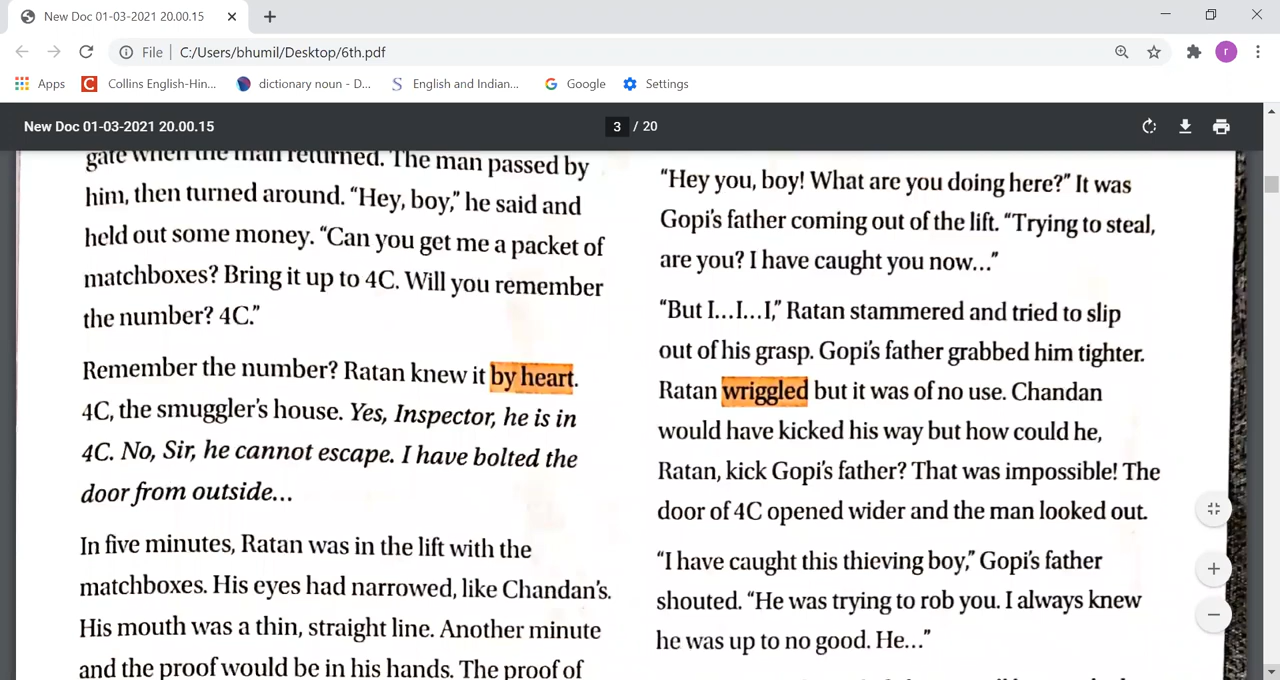 New Doc 01-03-2021 20.00.15
File
C:/Users/bhumil/Desktop/6th.pdf
r
Apps
Collins English-Hin...
dictionary noun - D...
English and Indian...
Google
Settings
New Doc 01-03-2021 20.00.15
3 / 20
gate when the man returned. The man passed by
him, then turned around. “Hey, boy,” he said and
held out some money. “Can you get me a packet of
matchboxes? Bring it up to 4C. Will you remember
the number? 4C.”
Remember the number? Ratan knew it by heart.
4C, the smuggler’s house. Yes, Inspector, he is in
4C. No, Sir, he cannot escape. I have bolted the
door from outside...
In five minutes, Ratan was in the lift with the
matchboxes. His eyes had narrowed, like Chandan’s.
His mouth was a thin, straight line. Another minute
and the proof would be in his hands. The proof of
“Hey you, boy! What are you doing here?” It was
Gopi’s father coming out of the lift. “Trying to steal,
are you? I have caught you now...”
“But I...I...I,” Ratan stammered and tried to slip
out of his grasp. Gopi’s father grabbed him tighter.
Ratan wriggled but it was of no use. Chandan
would have kicked his way but how could he,
Ratan, kick Gopi’s father? That was impossible! The
door of 4C opened wider and the man looked out.
“I have caught this thieving boy,” Gopi’s father
shouted. “He was trying to rob you. I always knew
he was up to no good. He...”